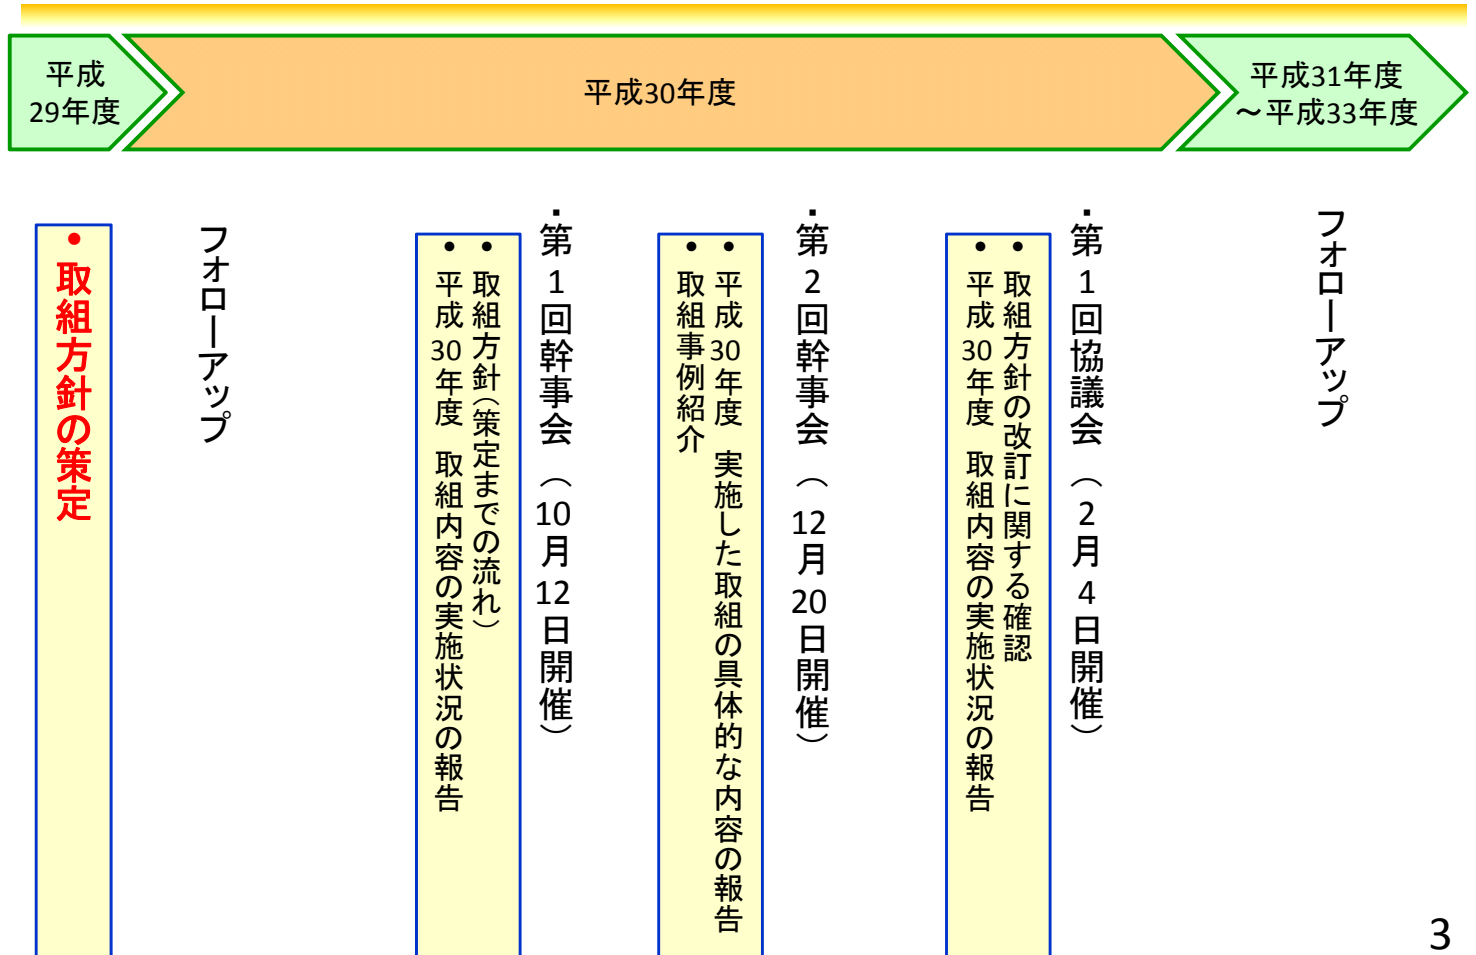 平成
29年度
平成30年度
平成31年度
～平成33年度
・取組方針の策定
フォローアップ
・第1回幹事会（10月12日開催）
・取組方針（策定までの流れ）
・平成30年度 取組内容の実施状況の報告
・第2回幹事会（12月20日開催）
・平成30年度 実施した取組の具体的な内容の報告
・取組事例紹介
・第1回協議会（2月4日開催）
・取組方針の改訂に関する確認
・平成30年度 取組内容の実施状況の報告
フォローアップ
3